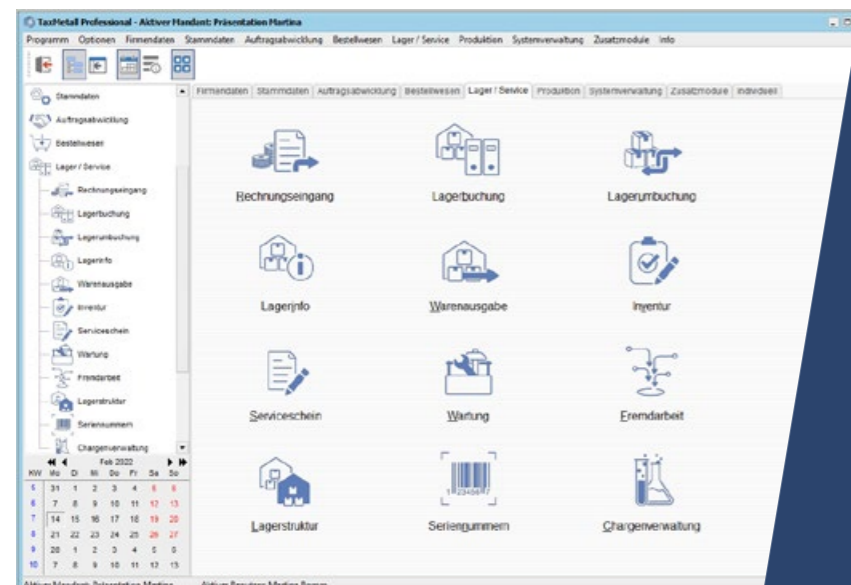 TaxMetall Professional - Aktiver Mandant: Präsentation Martina
Programm Optionen Firmendaten Stammdaten Auftragsabwicklung Bestellwesen Lager / Service Produktion Systemverwaltung Zusatzmodule Info
Firmendaten Stammdaten Auftragsabwicklung Bestellwesen Lager / Service Produktion Systemverwaltung Zusatzmodule Individuell
Stammdaten
Auftragsabwicklung
Bestellwesen
Lager / Service
Rechnungseingang
Lagerbuchung
Lagerumbuchung
Lagerinfo
Warenausgabe
Inventur
Serviceschein
Wartung
Fremdarbeit
Lagerstruktur
Seriennummern
Chargenverwaltung
Feb 2022
KW Mo Di Mi Do Fr Sa So
5 31 1 2 3 4 5 6
6 7 8 9 10 11 12 13
7 14 15 16 17 18 19 20
8 21 22 23 24 25 26 27
9 28 1 2 3 4 5 6
10 7 8 9 10 11 12 13
Rechnungseingang Lagerbuchung Lagerumbuchung
Lagerinfo Warenausgabe Inventur
Serviceschein Wartung Fremdarbeit
1 234567
Lagerstruktur Seriennummern Chargenverwaltung
Aktiver Mandant: Präsentation Martina